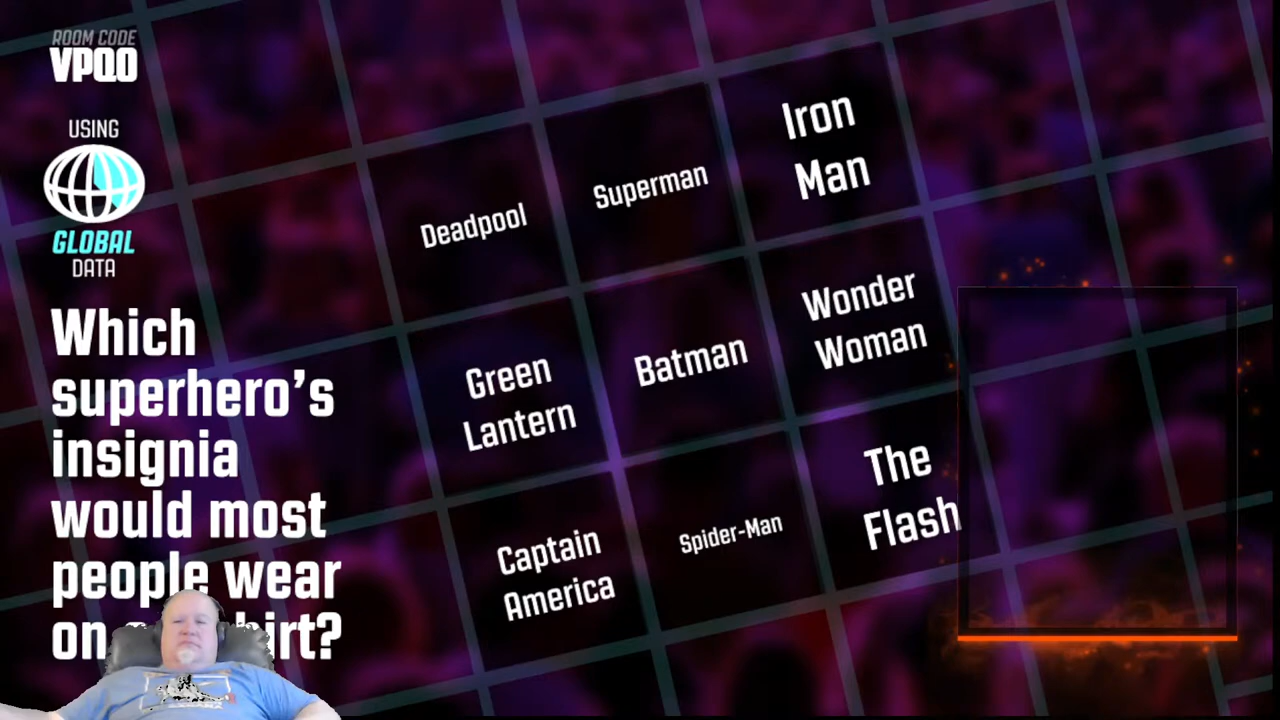 ROOM CODE
VPQO
USING
GLOBAL
DATA
Which
superhero's
insignia
would most
people wear
on
Deadpool
Superman
Iron
Man
Green
Lantern
Batman
Wonder
Woman
Captain
America
Spider-Man
The
Flash